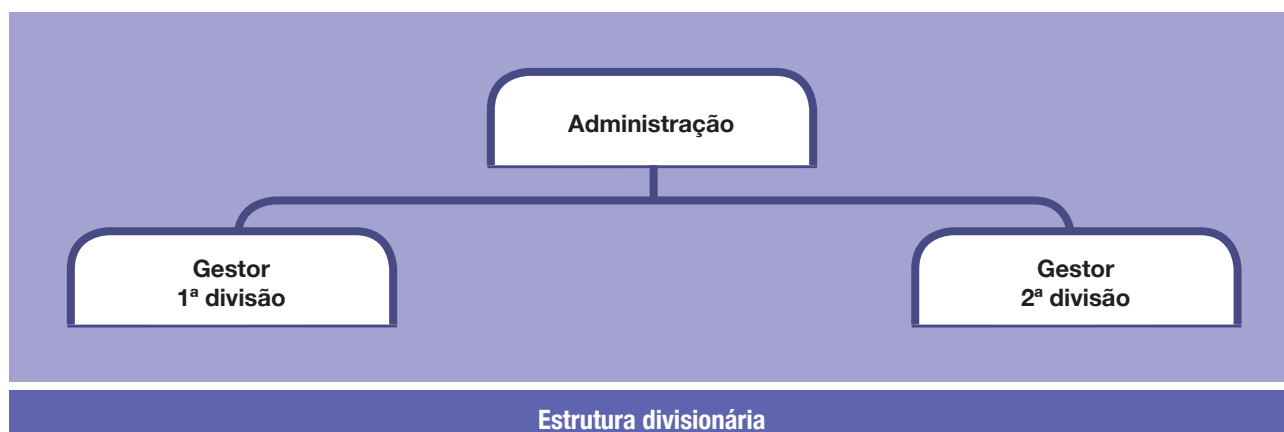 Administração
Gestor
1ª divisão
Gestor
2ª divisão
Estrutura divisionária